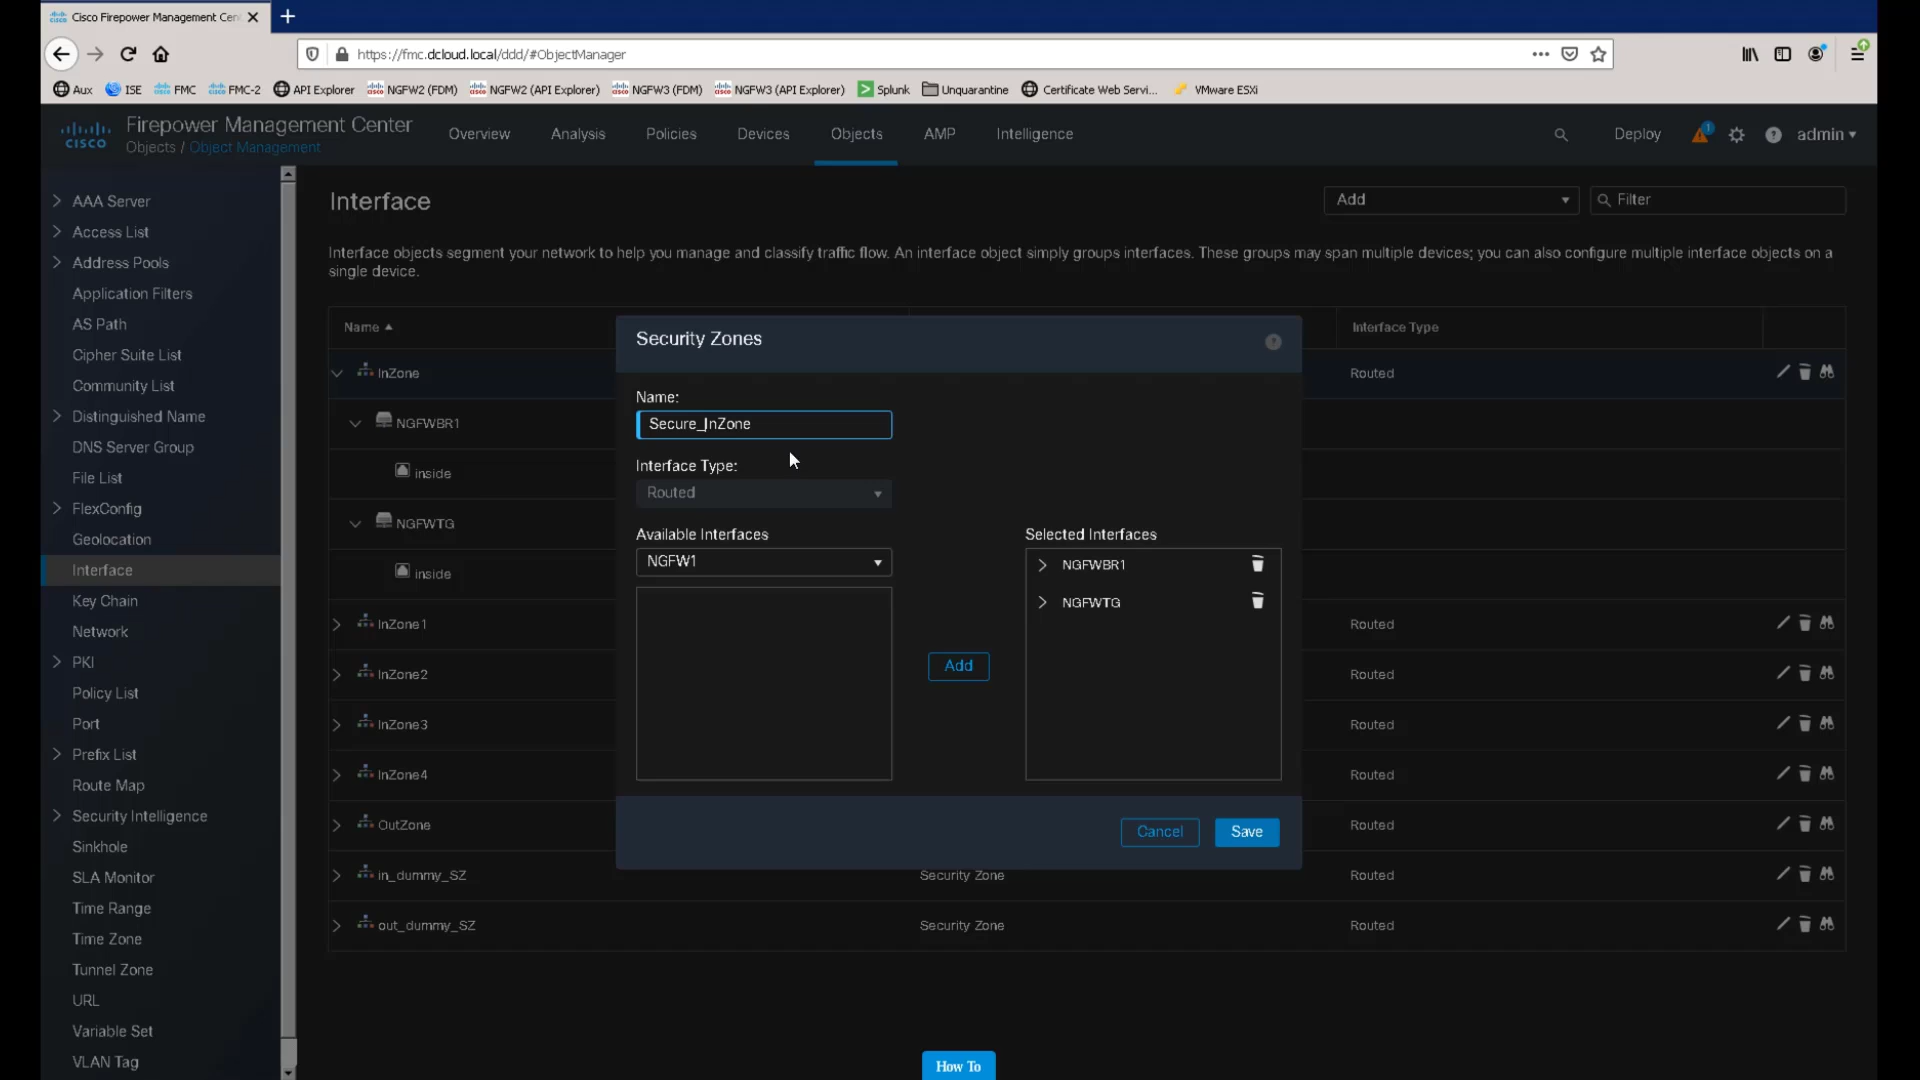 Cisco Firepower Management Cen
https://fmc.dcloud.local/ddd/#ObjectManager
Aux ISE FMC FMC-2 API Explorer NGFW2 (FDM) NGFW2 (API Explorer) NGFW3 (FDM) NGFW3 (API Explorer) Splunk Unquarantine Certificate Web Servi... VMware ESXi
cisco
Firepower Management Center
Objects / Object Management
Overview Analysis Policies Devices Objects AMP Intelligence
Deploy 1 admin
AAA Server
Access List
Address Pools
Application Filters
AS Path
Cipher Suite List
Community List
Distinguished Name
DNS Server Group
File List
FlexConfig
Geolocation
Interface
Key Chain
Network
PKI
Policy List
Port
Prefix List
Route Map
Security Intelligence
Sinkhole
SLA Monitor
Time Range
Time Zone
Tunnel Zone
URL
Variable Set
VLAN Tag
Interface
Add
Filter
Interface objects segment your network to help you manage and classify traffic flow. An interface object simply groups interfaces. These groups may span multiple devices; you can also configure multiple interface objects on a
single device.
Name Interface Type
InZone Routed
NGFWBR1
inside
NGFWTG
inside
InZone1 Routed
InZone2 Routed
InZone3 Routed
InZone4 Routed
OutZone Routed
in_dummy_SZ Security Zone Routed
out_dummy_SZ Security Zone Routed
Security Zones
Name:
Secure_InZone
Interface Type:
Routed
Available Interfaces
NGFW1
Add
Selected Interfaces
NGFWBR1
NGFWTG
Cancel Save
How To